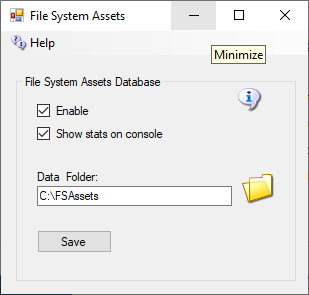 File System Assets
Help
Minimize
File System Assets Database
Enable
Show stats on console
Data Folder:
C:\FSAssets
Save